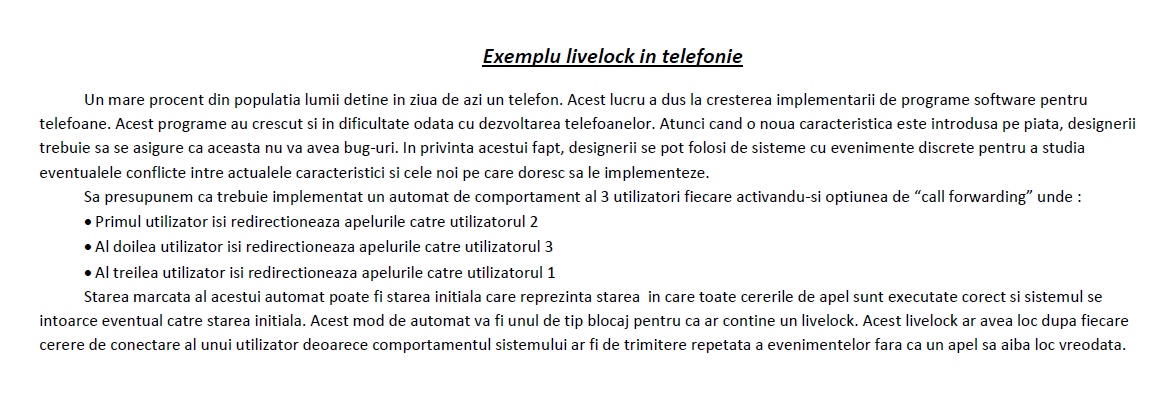 Exemplu livelock in telefonie
Un mare procent din populatia lumii detine in ziua de azi un telefon. Acest lucru a dus la cresterea implementarii de programe software pentru
telefoane. Acest programe au crescut si in dificultate odata cu dezvoltarea telefoanelor. Atunci cand o noua caracteristica este introdusa pe piata, designerii
trebuie sa se asigure ca aceasta nu va avea bug-uri. In privinta acestui fapt, designerii se pot folosi de sisteme cu evenimente discrete pentru a studia
eventualele conflicte intre actualele caracteristici si cele noi pe care doresc sa le implementeze.
Sa presupunem ca trebuie implementat un automat de comportament al 3 utilizatori fiecare activandu-si optiunea de “call forwarding” unde :
• Primul utilizator isi redirectioneaza apelurile catre utilizatorul 2
• Al doilea utilizator isi redirectioneaza apelurile catre utilizatorul 3
• Al treilea utilizator isi redirectioneaza apelurile catre utilizatorul 1
Starea marcata al acestui automat poate fi starea initiala care reprezinta starea  in care toate cererile de apel sunt executate corect si sistemul se
intoarce eventual catre starea initiala. Acest mod de automat va fi unul de tip blocaj pentru ca ar contine un livelock. Acest livelock ar avea loc dupa fiecare
cerere de conectare al unui utilizator deoarece comportamentul sistemului ar fi de trimitere repetata a evenimentelor fara ca un apel sa aiba loc vreodata.